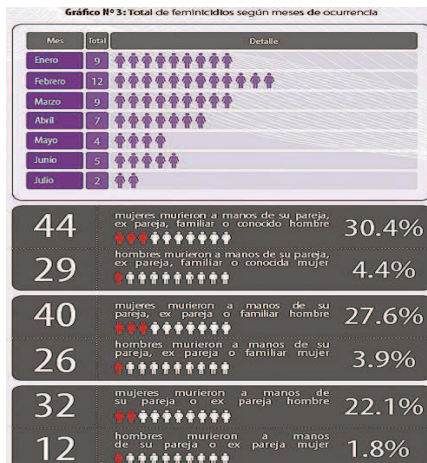 Gráfico Nº 3: Total de feminicidios según meses de ocurrencia
Mes Total Detalle
Enero 9
Febrero 12
Marzo 9
Abril 7
Mayo 4
Junio 5
Julio 2
44 mujeres murieron a manos de su pareja, 30.4%
ex pareja, familiar o conocido hombre
29 hombres murieron a manos de su pareja, 4.4%
ex pareja, familiar o conocida mujer
40 mujeres murieron a manos de su 27.6%
pareja, ex pareja o familiar hombre
26 hombres murieron a manos de su 3.9%
pareja, ex pareja o familiar mujer
32 mujeres murieron a manos de 22.1%
su pareja o ex pareja hombre
12 hombres murieron a manos 1.8%
de su pareja o ex pareja mujer